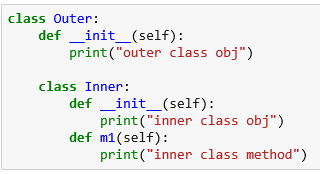 class Outer:
    def __init__(self):
        print("outer class obj")

    class Inner:
        def __init__(self):
            print("inner class obj")
        def m1(self):
            print("inner class method")